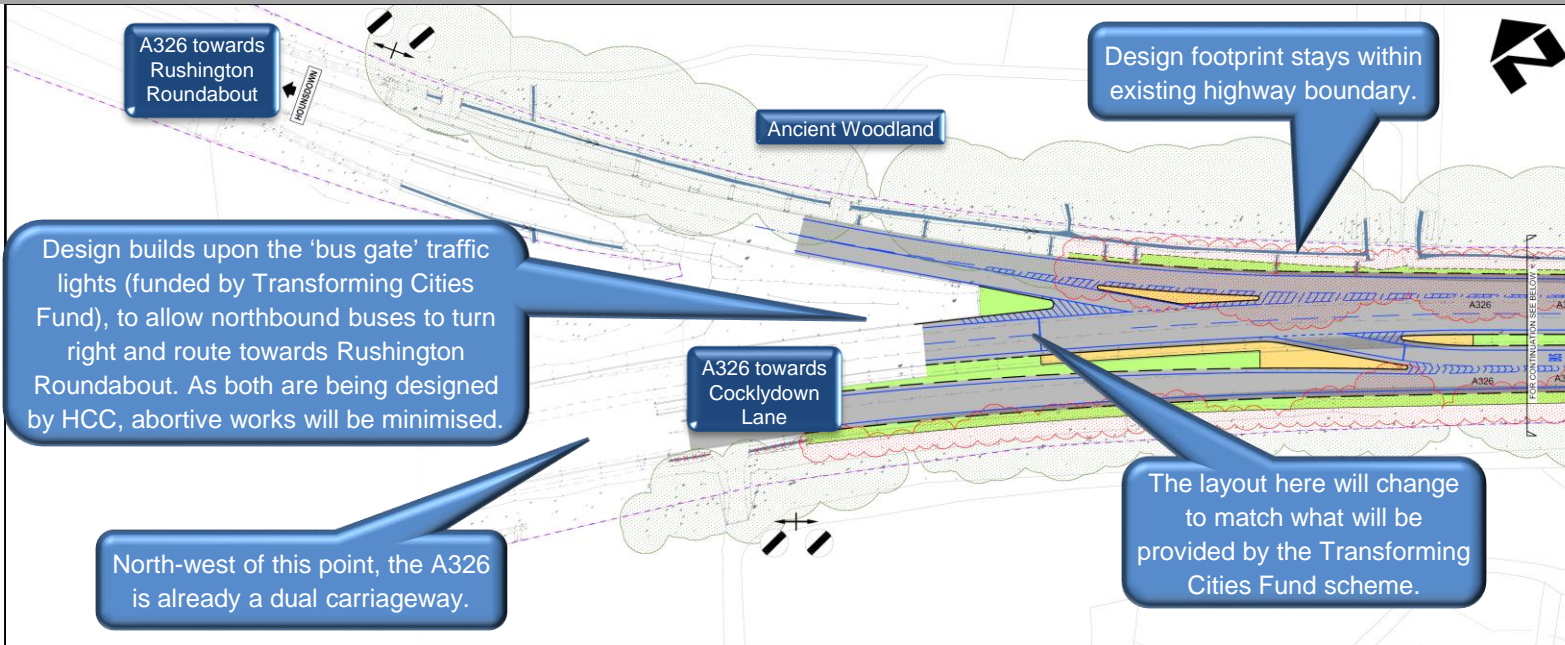 A326 towards
Rushington
Roundabout
HOUNSDOWN
Ancient Woodland
Design footprint stays within
existing highway boundary.
Design builds upon the ‘bus gate’ traffic
lights (funded by Transforming Cities
Fund), to allow northbound buses to turn
right and route towards Rushington
Roundabout. As both are being designed
by HCC, abortive works will be minimised.
A326 towards
Cocklydown
Lane
A326
A326
FOR CONTINUATION SEE BELOW
North-west of this point, the A326
is already a dual carriageway.
The layout here will change
to match what will be
provided by the Transforming
Cities Fund scheme.